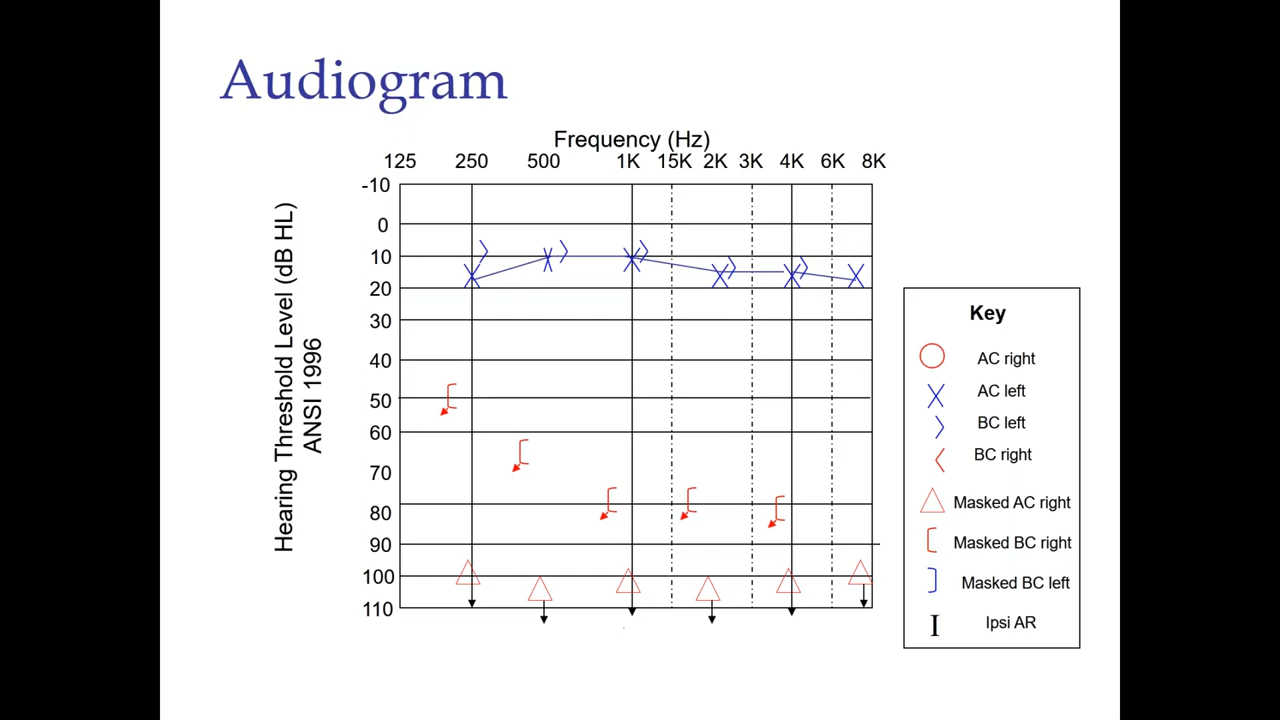 Audiogram
Frequency (Hz)
125 250 500 1K 15K 2K 3K 4K 6K 8K
Hearing Threshold Level (dB HL)
ANSI 1996
-10
0
10
20
30
40
50
60
70
80
90
100
110
Key
AC right
AC left
BC left
BC right
Masked AC right
Masked BC right
Masked BC left
I Ipsi AR